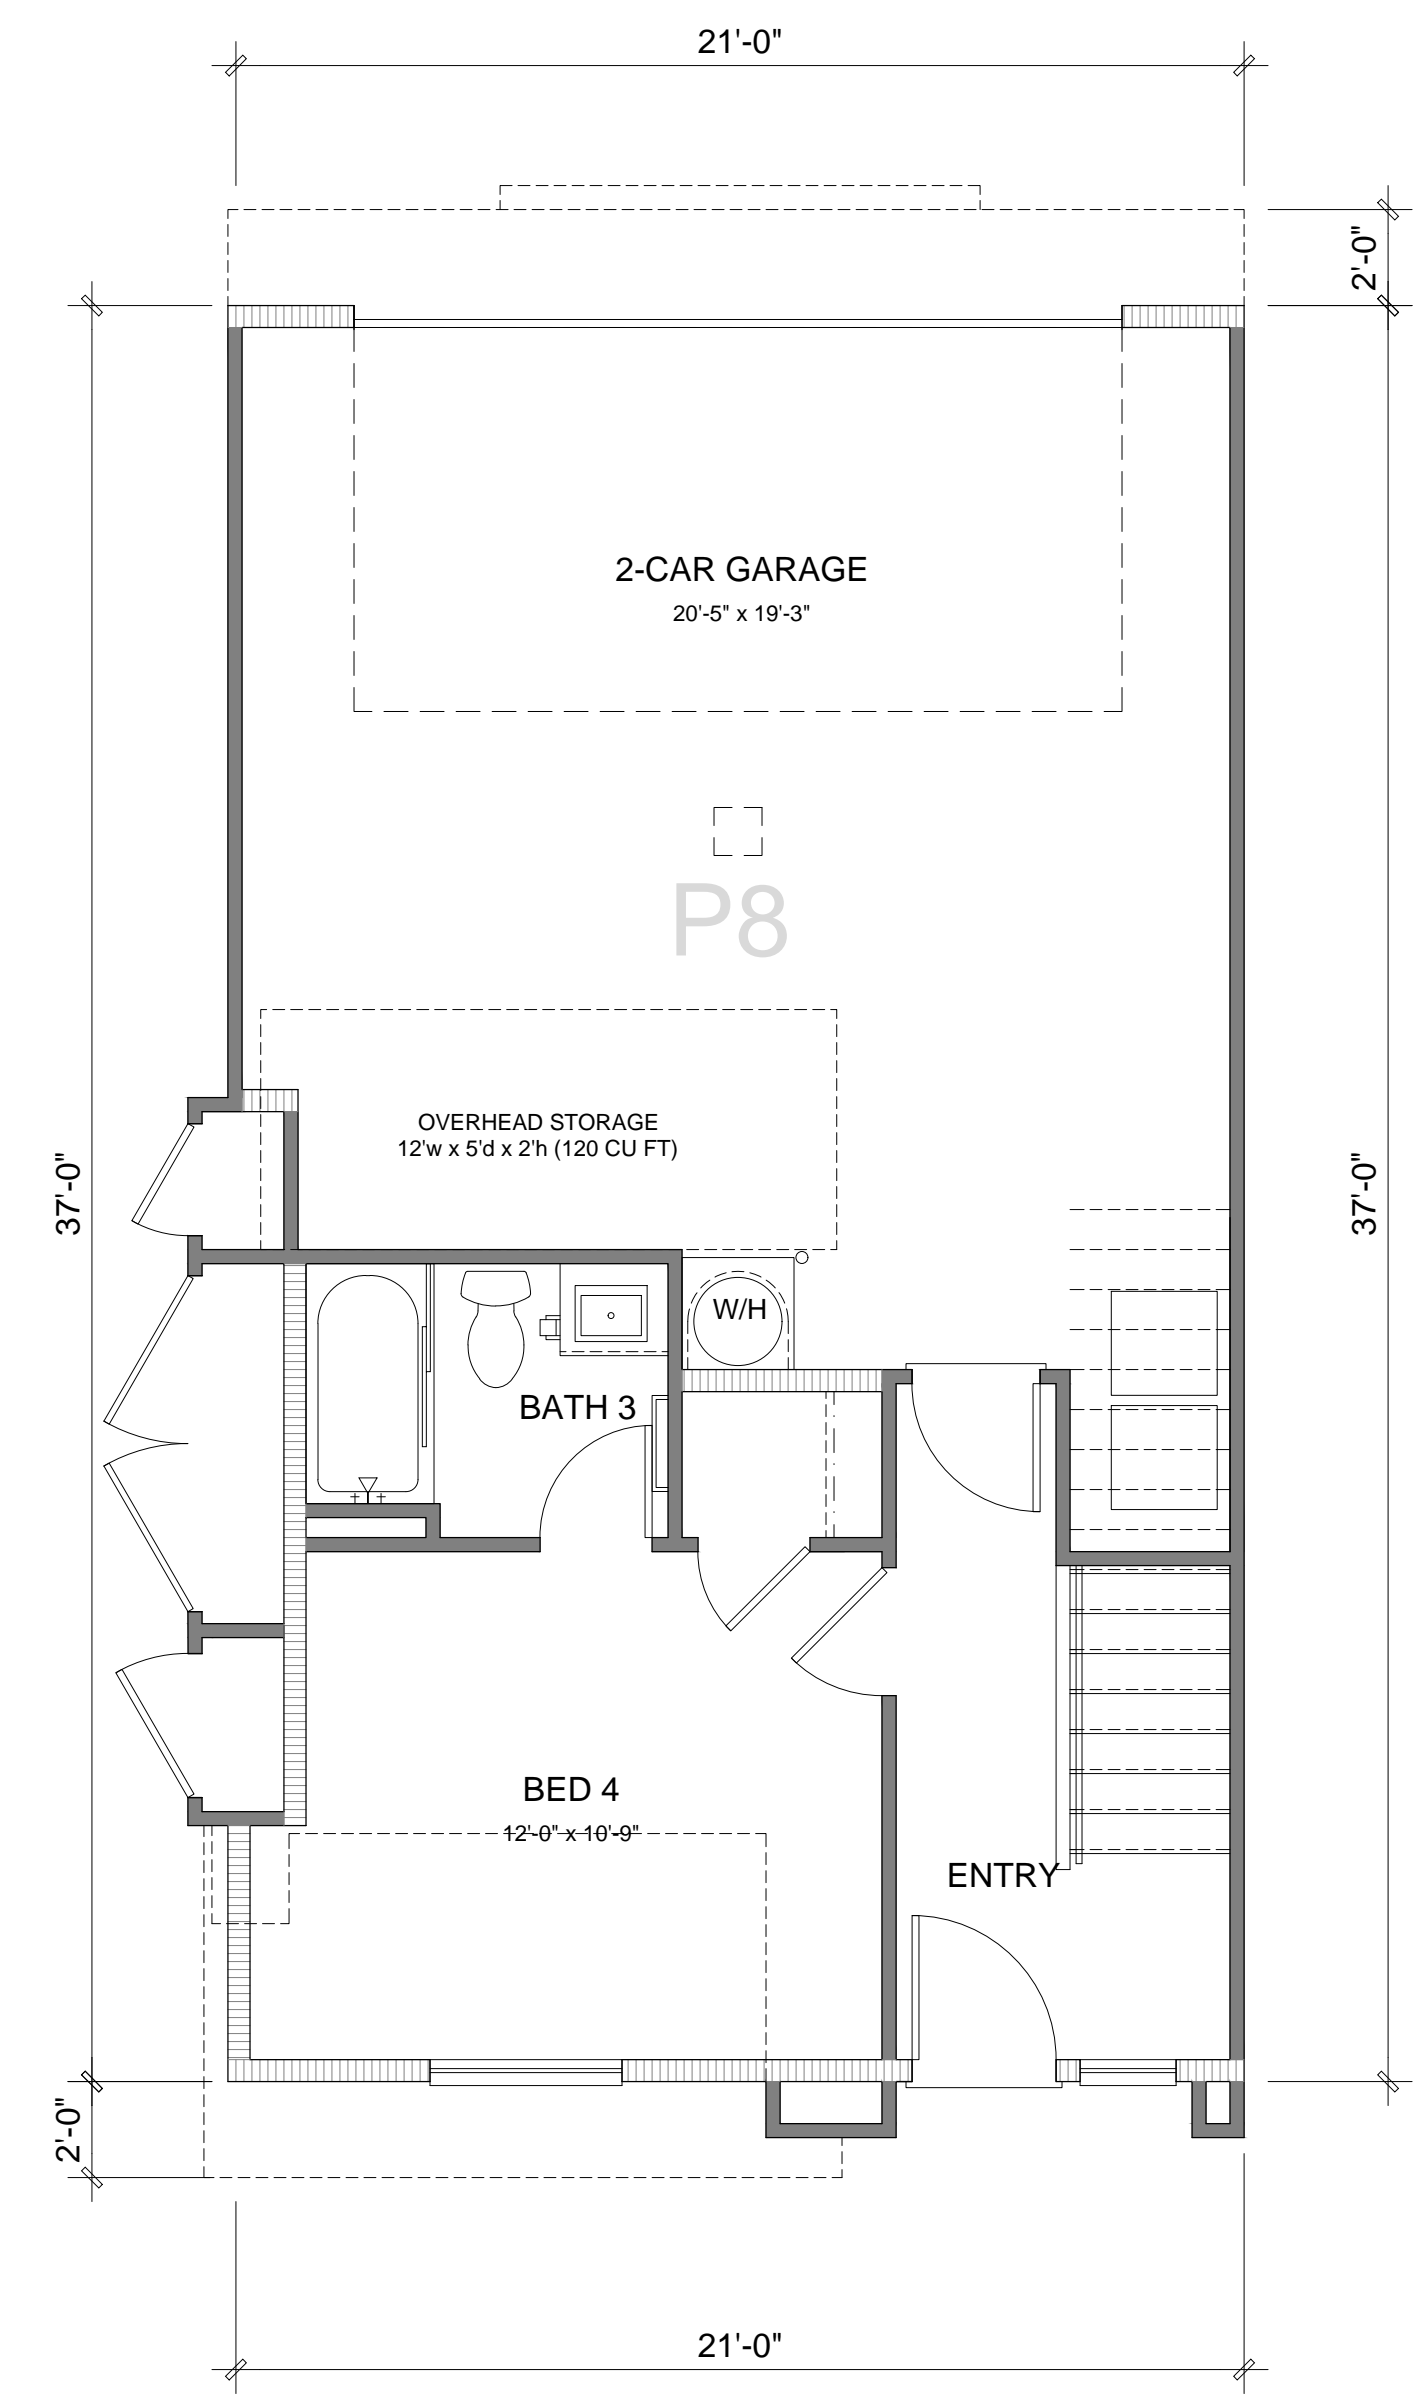 21'-0"
2'-0"
2-CAR GARAGE
20'-5" x 19'-3"
P8
OVERHEAD STORAGE
12'w x 5'd x 2'h (120 CU FT)
37'-0"
37'-0"
W/H
BATH 3
BED 4
12'-0" x 10'-9"
ENTRY
2'-0"
21'-0"